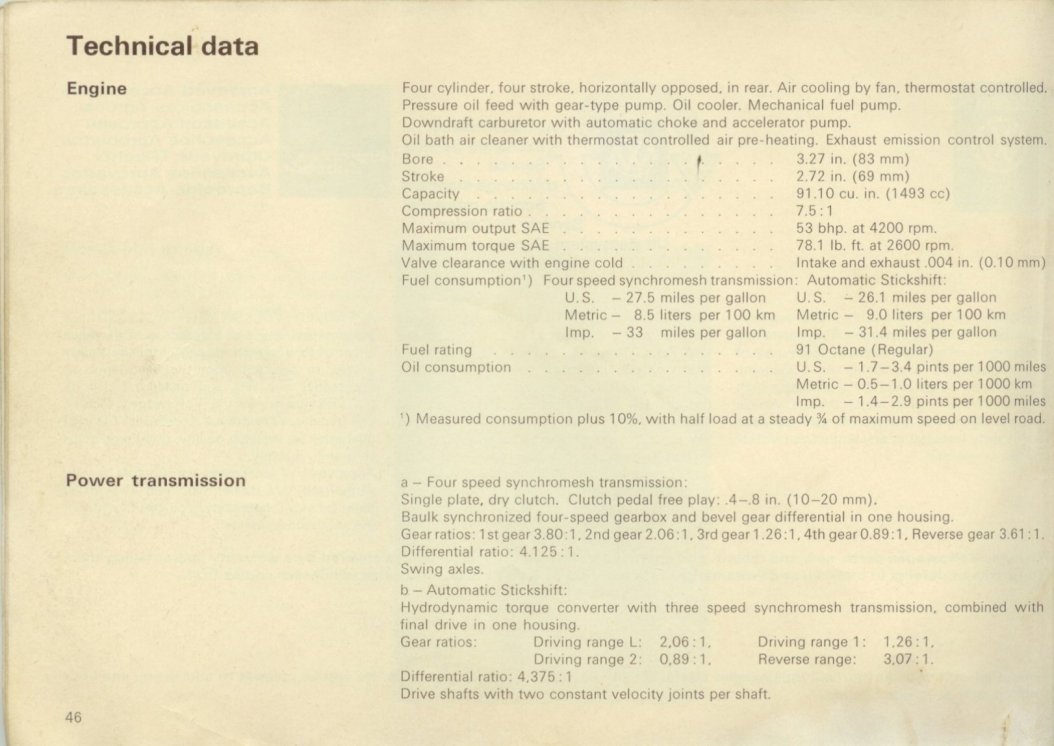 Technical data
Engine
Four cylinder, four stroke, horizontally opposed, in rear. Air cooling by fan, thermostat controlled.
Pressure oil feed with gear-type pump. Oil cooler. Mechanical fuel pump.
Downdraft carburetor with automatic choke and accelerator pump.
Oil bath air cleaner with thermostat controlled air pre-heating. Exhaust emission control system.
Bore . . . . . . . . . . . . . . . . . . 3.27 in. (83 mm)
Stroke . . . . . . . . . . . . . . . . . 2.72 in. (69 mm)
Capacity . . . . . . . . . . . . . . . . 91.10 cu. in. (1493 cc)
Compression ratio . . . . . . . . . . . . . 7.5 : 1
Maximum output SAE . . . . . . . . . . . . 53 bhp. at 4200 rpm.
Maximum torque SAE . . . . . . . . . . . . 78.1 lb. ft. at 2600 rpm.
Valve clearance with engine cold . . . . . . . . . Intake and exhaust .004 in. (0.10 mm)
Fuel consumption¹) Four speed synchromesh transmission: Automatic Stickshift:
U.S. – 27.5 miles per gallon U.S. – 26.1 miles per gallon
Metric – 8.5 liters per 100 km Metric – 9.0 liters per 100 km
Imp. – 33 miles per gallon Imp. – 31.4 miles per gallon
Fuel rating . . . . . . . . . . . . . . . . 91 Octane (Regular)
Oil consumption . . . . . . . . . . . . . . U.S. – 1.7–3.4 pints per 1000 miles
Metric – 0.5–1.0 liters per 1000 km
Imp. – 1.4–2.9 pints per 1000 miles
¹) Measured consumption plus 10%, with half load at a steady ¾ of maximum speed on level road.
Power transmission
a – Four speed synchromesh transmission:
Single plate, dry clutch. Clutch pedal free play: .4–.8 in. (10–20 mm).
Baulk synchronized four-speed gearbox and bevel gear differential in one housing.
Gear ratios: 1st gear 3.80:1, 2nd gear 2.06:1, 3rd gear 1.26:1, 4th gear 0.89:1, Reverse gear 3.61:1.
Differential ratio: 4.125 : 1.
Swing axles.
b – Automatic Stickshift:
Hydrodynamic torque converter with three speed synchromesh transmission, combined with
final drive in one housing.
Gear ratios: Driving range L: 2,06 : 1, Driving range 1: 1,26 : 1,
Driving range 2: 0,89 : 1, Reverse range: 3,07 : 1.
Differential ratio: 4,375 : 1
Drive shafts with two constant velocity joints per shaft.
46